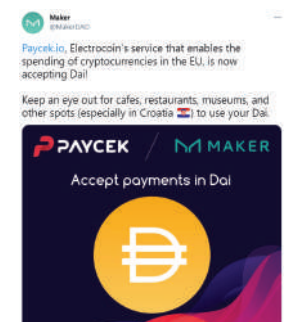 Maker
@MakerDAO
Paycek.io, Electrocoin's service that enables the
spending of cryptocurrencies in the EU, is now
accepting Dai!
Keep an eye out for cafes, restaurants, museums, and
other spots (especially in Croatia 🇭🇷) to use your Dai.
PAYCEK / MAKER
Accept payments in Dai